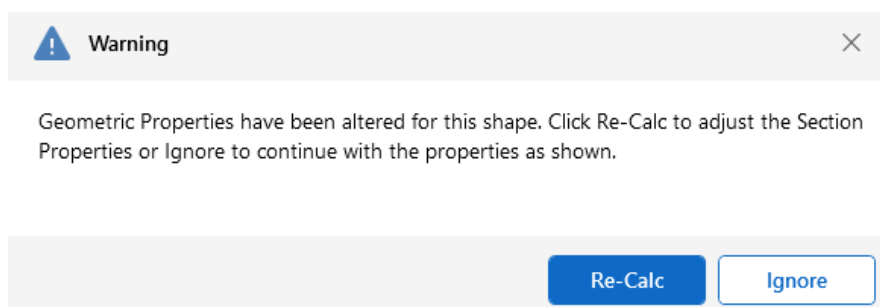 Warning
Geometric Properties have been altered for this shape. Click Re-Calc to adjust the Section
Properties or Ignore to continue with the properties as shown.
Re-Calc
Ignore